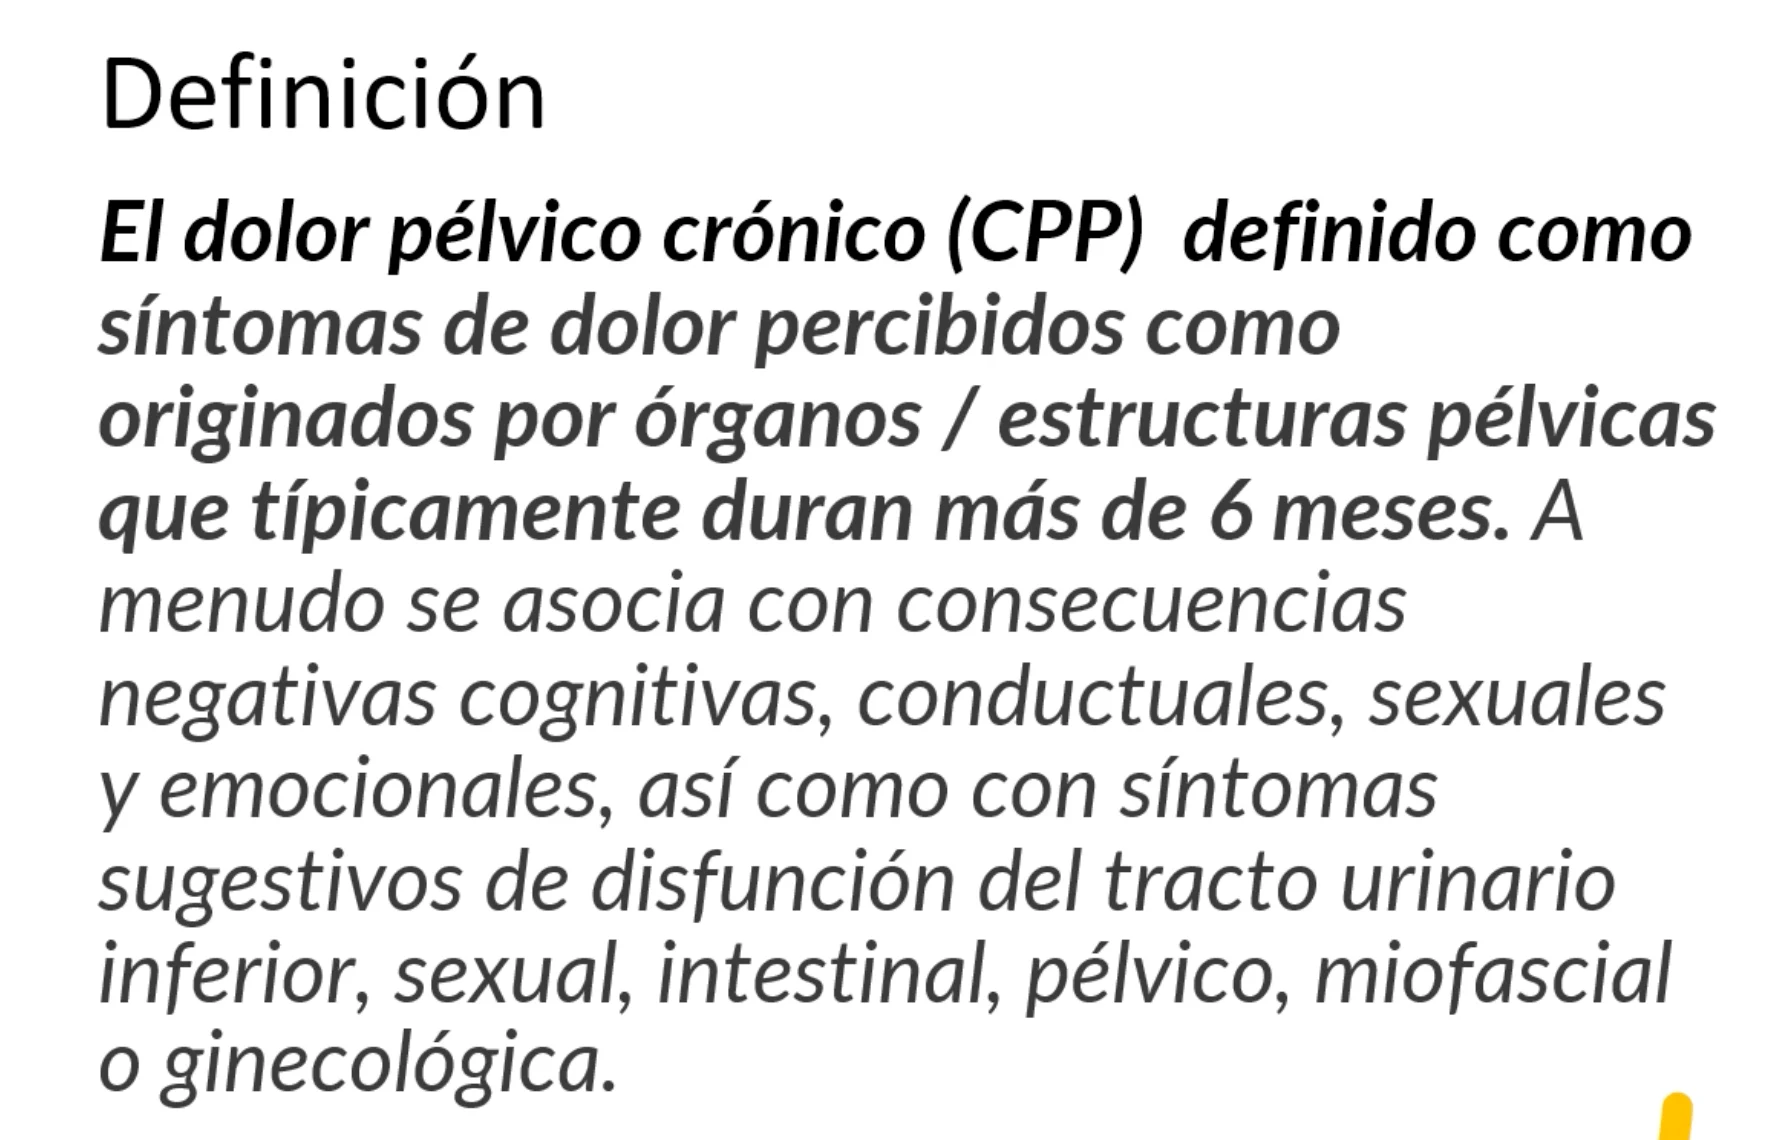 Definición
El dolor pélvico crónico (CPP)  definido como
síntomas de dolor percibidos como
originados por órganos / estructuras pélvicas
que típicamente duran más de 6 meses. A
menudo se asocia con consecuencias
negativas cognitivas, conductuales, sexuales
y emocionales, así como con síntomas
sugestivos de disfunción del tracto urinario
inferior, sexual, intestinal, pélvico, miofascial
o ginecológica.